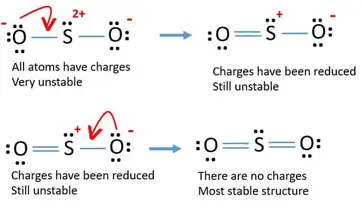 - 2+ -
:O — S — O:
All atoms have charges
Very unstable
+ -
:O = S — O:
Charges have been reduced
Still unstable
+ -
:O = S — O:
Charges have been reduced
Still unstable
:O = S = O:
There are no charges
Most stable structure